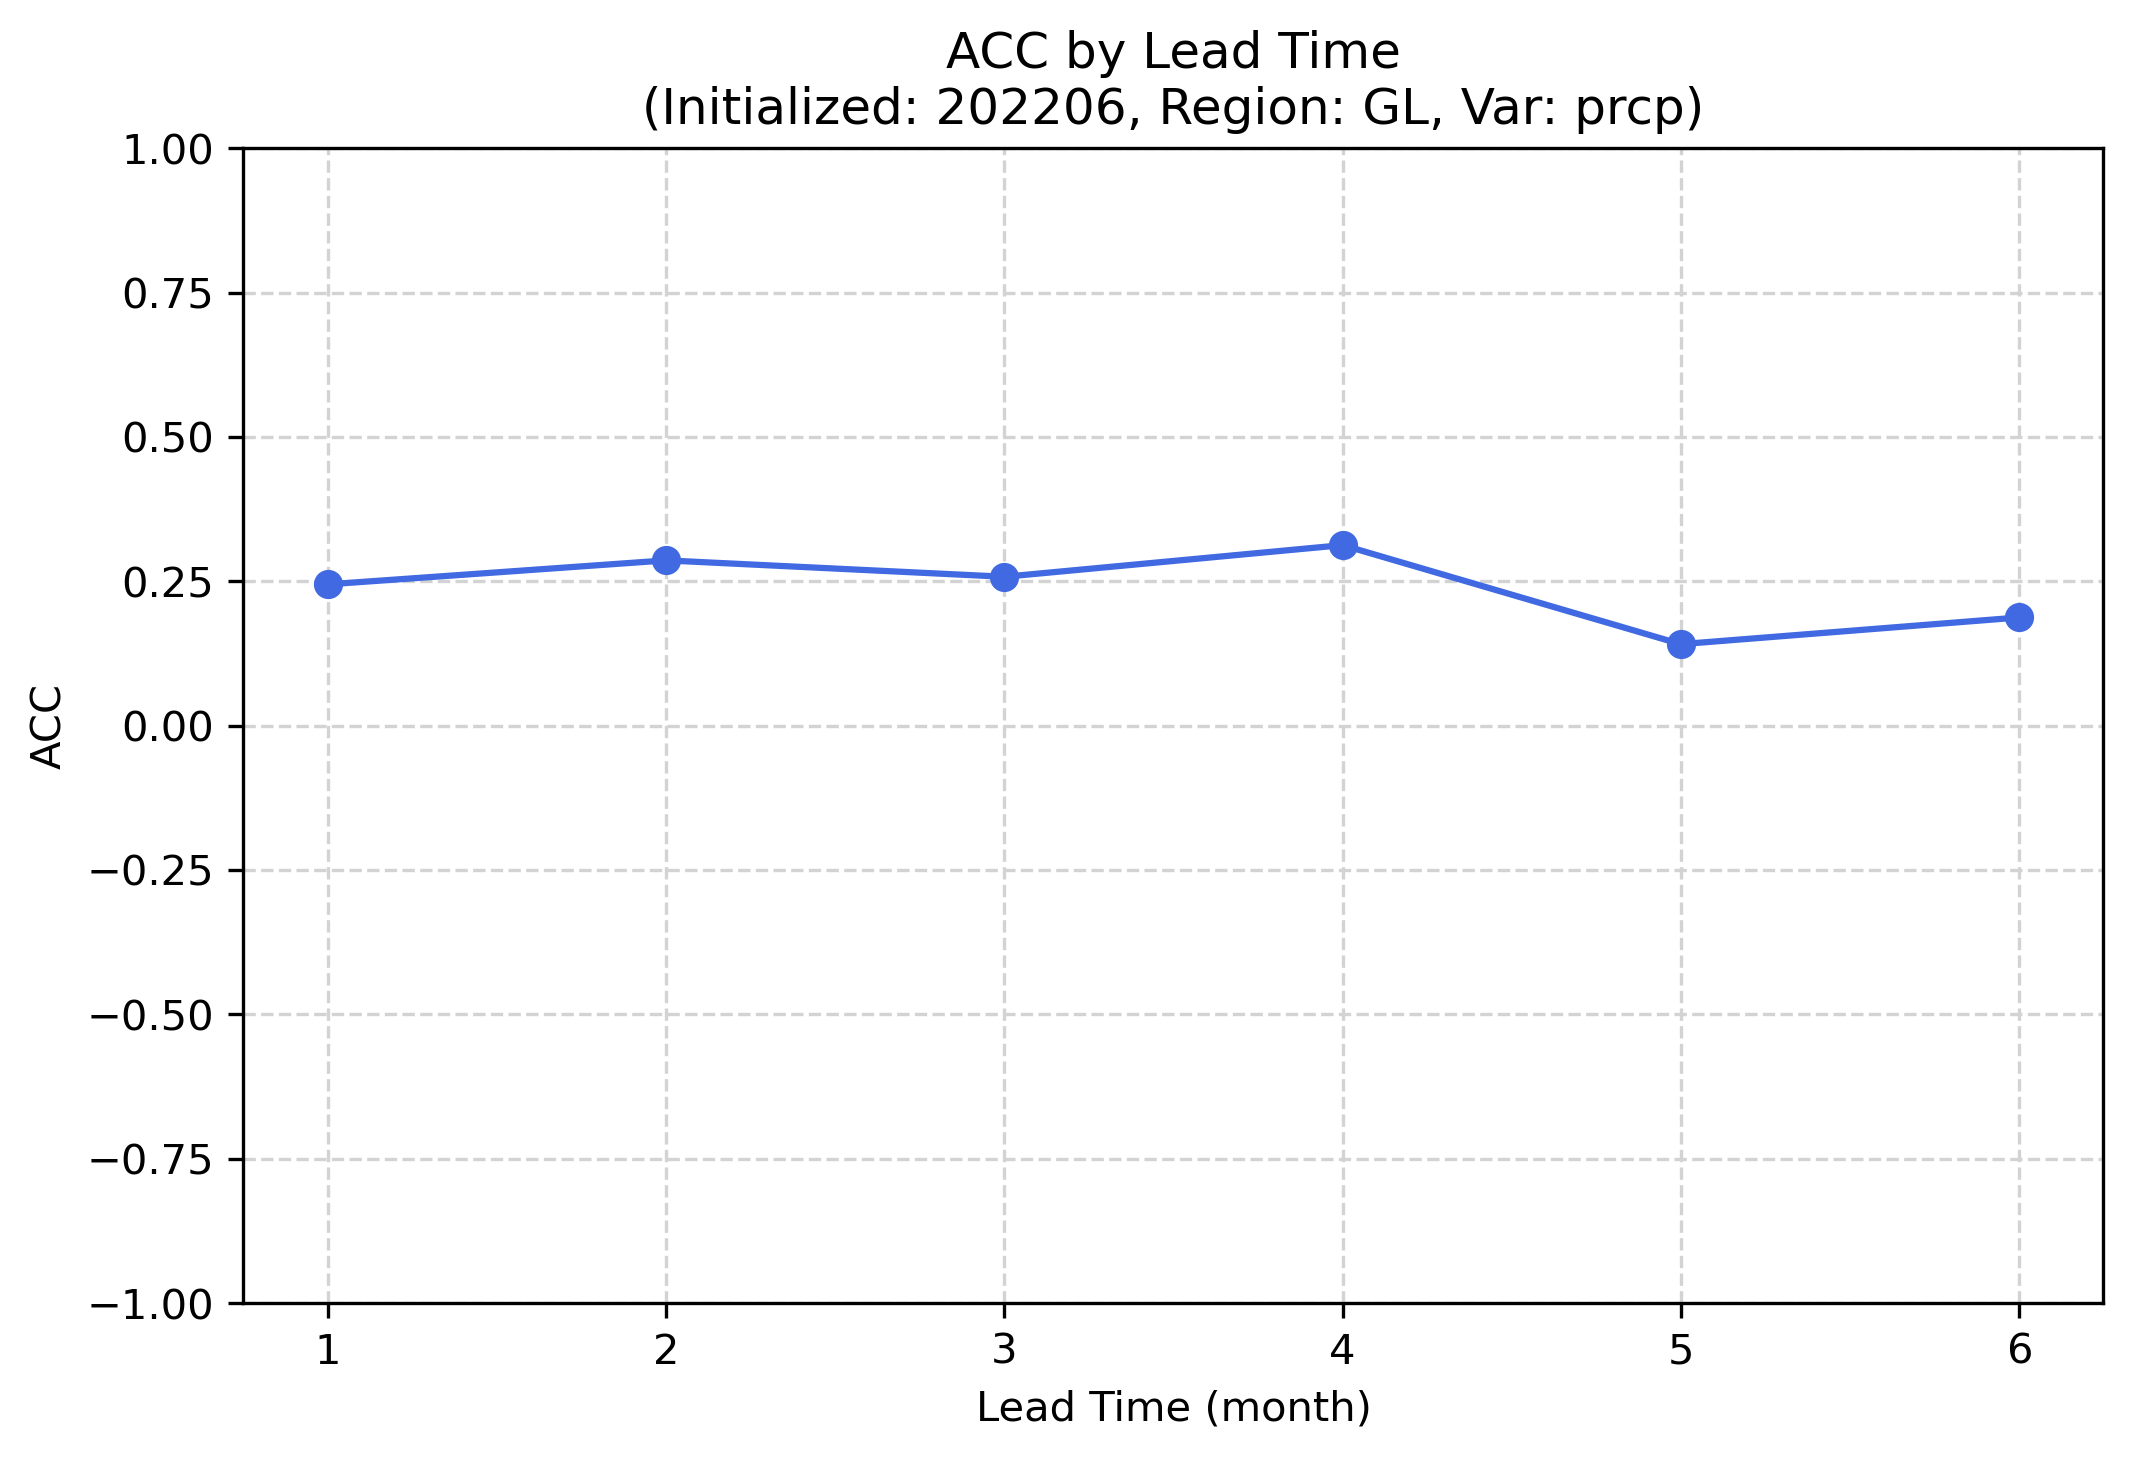 ACC by Lead Time
(Initialized: 202206, Region: GL, Var: prcp)
1.00
0.75
0.50
0.25
0.00
−0.25
−0.50
−0.75
−1.00
ACC
1 2 3 4 5 6
Lead Time (month)